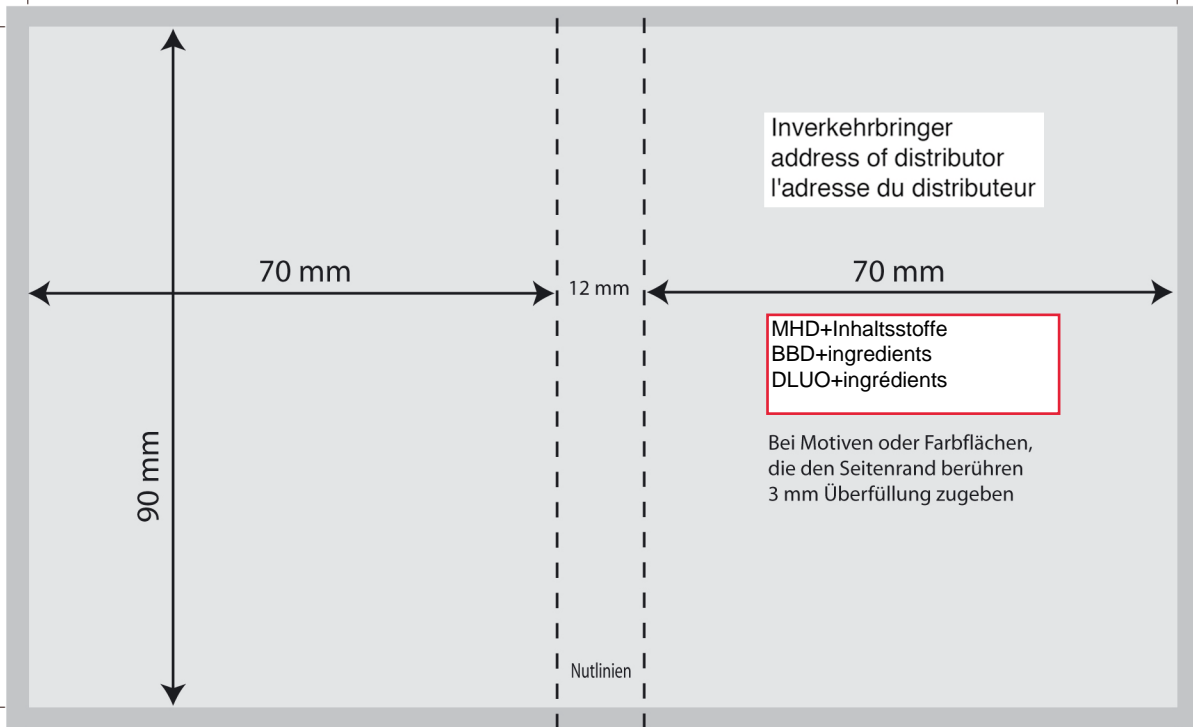 Inverkehrbringer
address of distributor
l'adresse du distributeur
70 mm
12 mm
70 mm
MHD+Inhaltsstoffe
BBD+ingredients
DLUO+ingrédients
90 mm
Bei Motiven oder Farbflächen,
die den Seitenrand berühren
3 mm Überfüllung zugeben
Nutlinien